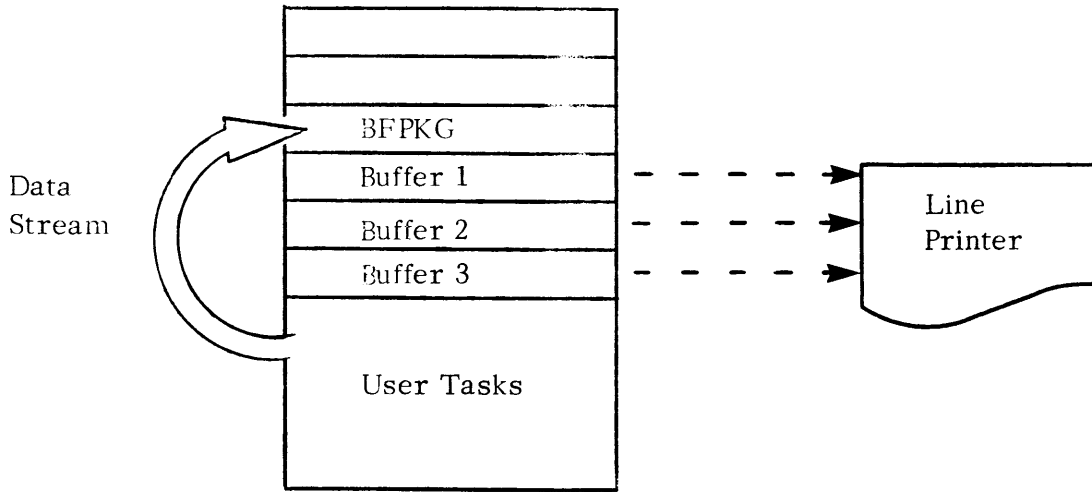 BFPKG
Buffer 1
Buffer 2
Buffer 3
User Tasks
Data
Stream
Line
Printer